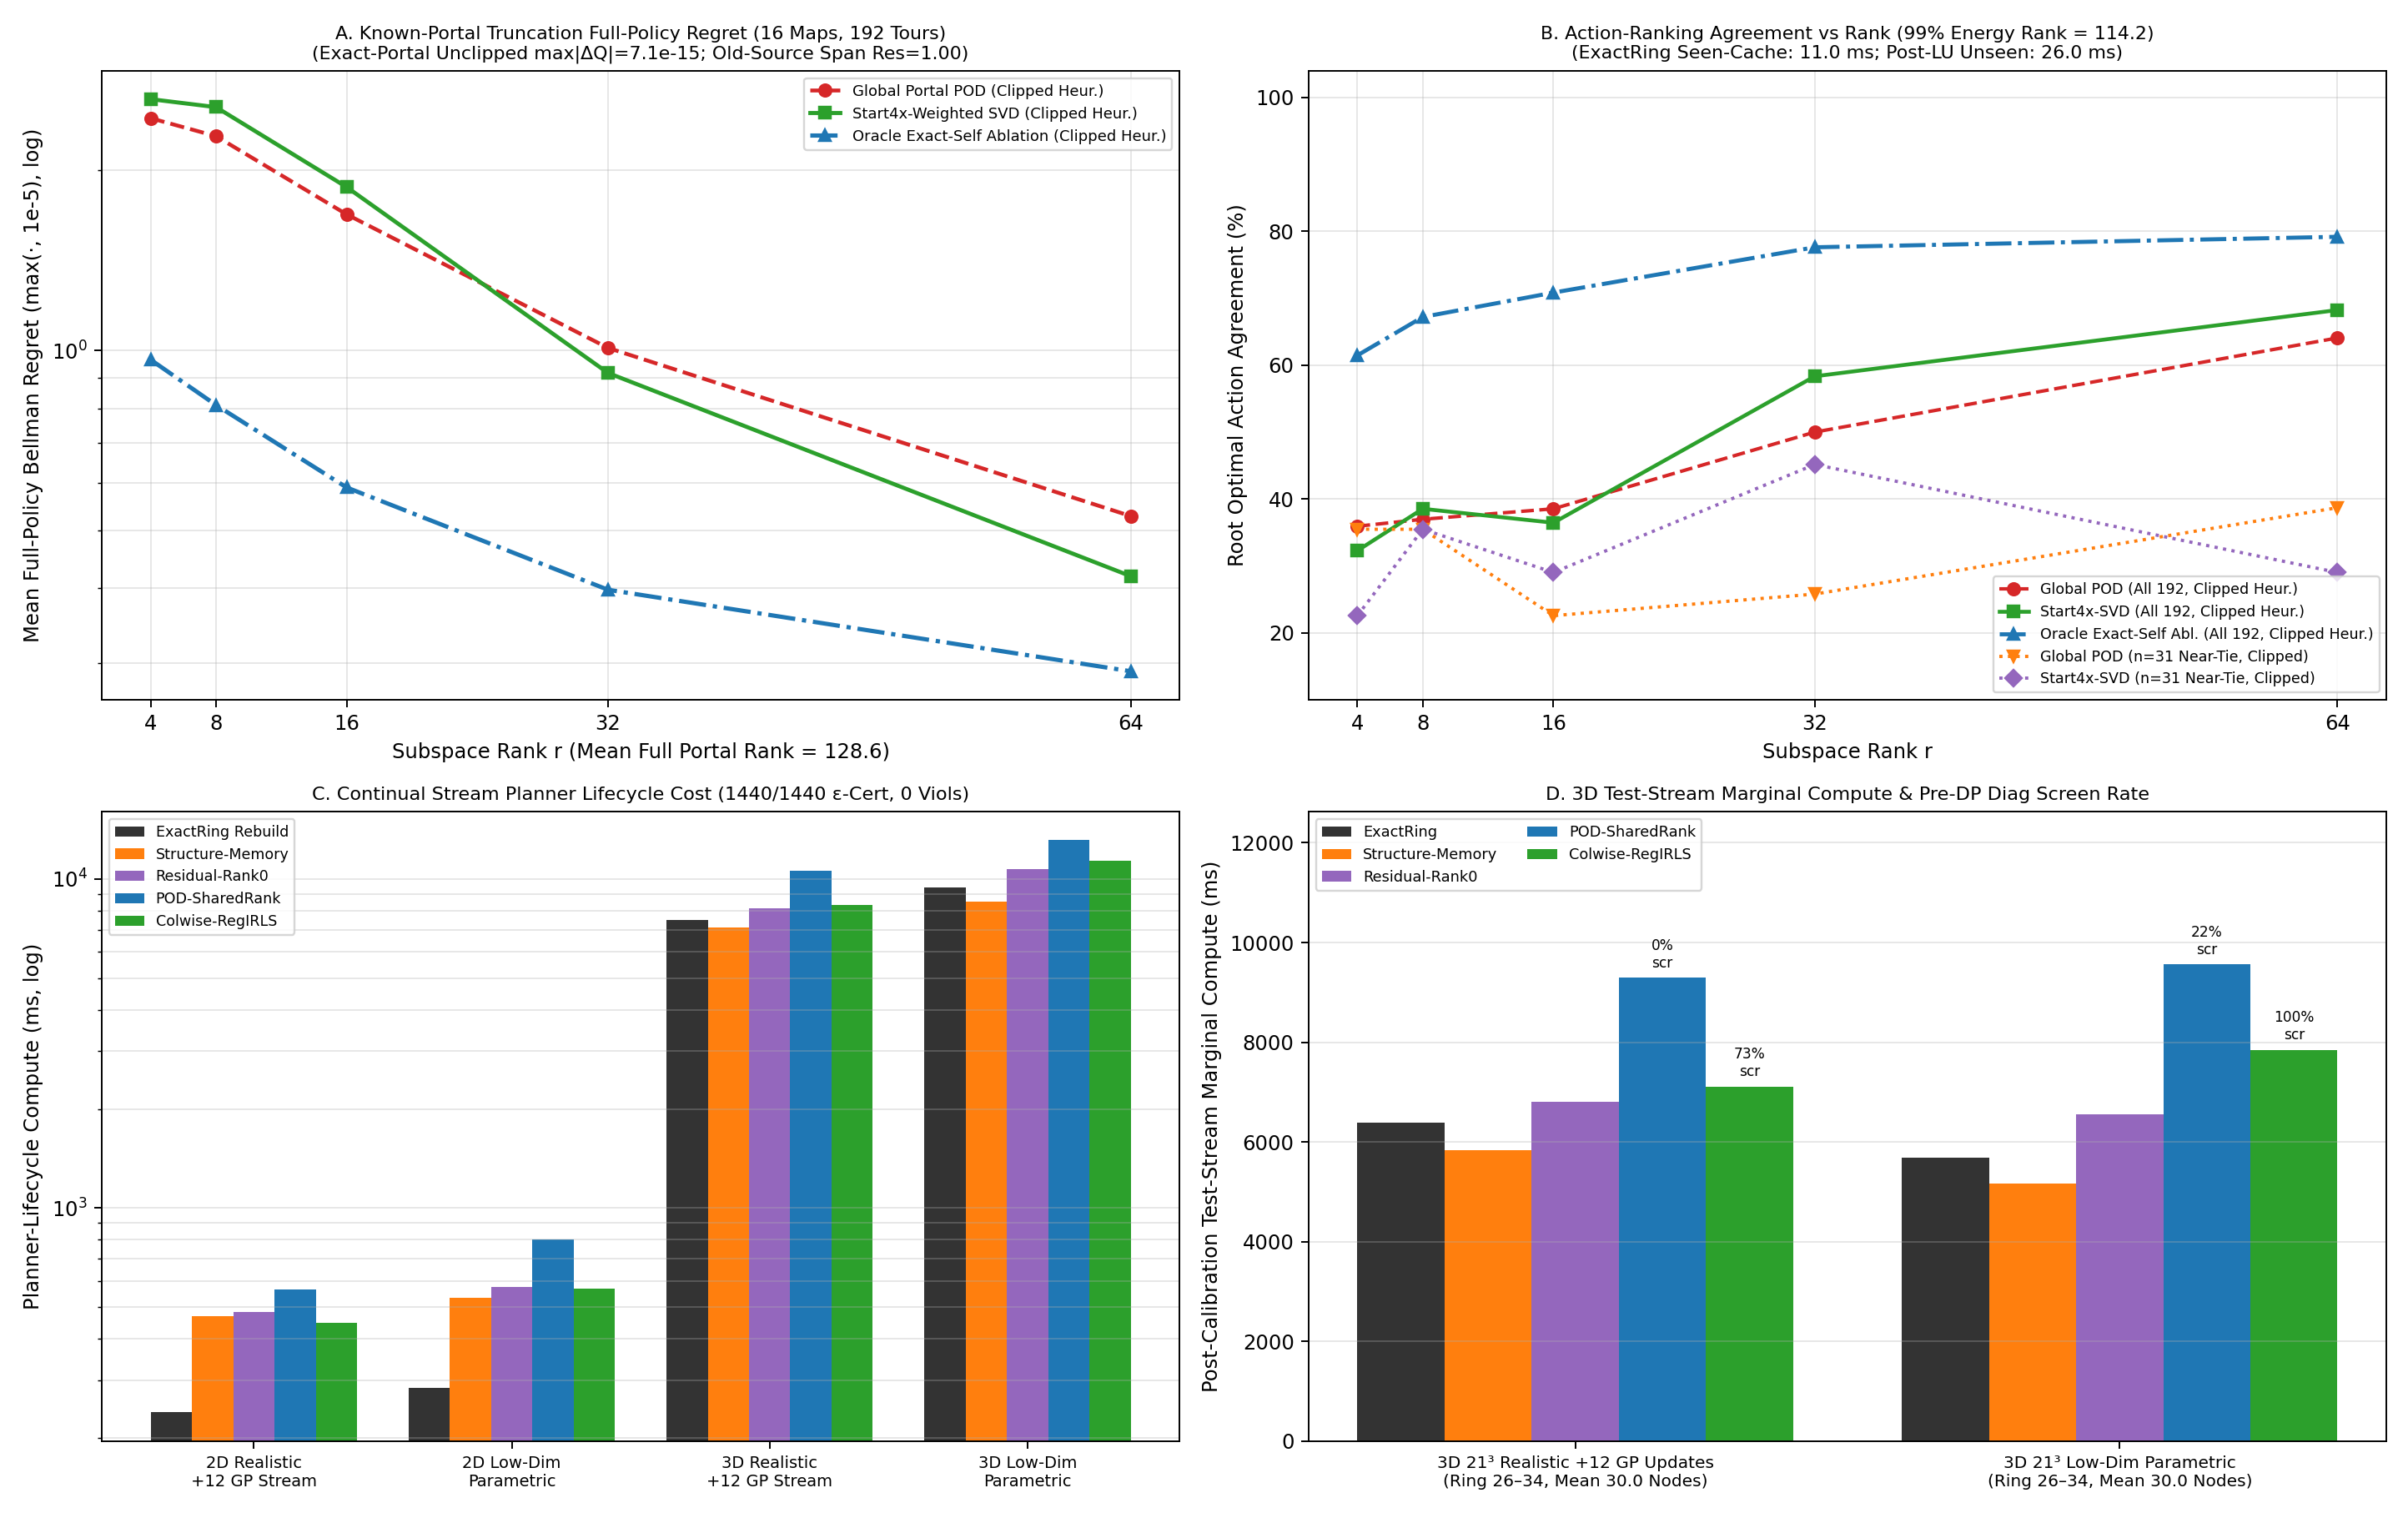 A. Known-Portal Truncation Full-Policy Regret (16 Maps, 192 Tours)
(Exact-Portal Unclipped max|ΔQ|=7.1e-15; Old-Source Span Res=1.00)
Mean Full-Policy Bellman Regret (max(·, 1e-5), log)
10⁰
Global Portal POD (Clipped Heur.)
Start4x-Weighted SVD (Clipped Heur.)
Oracle Exact-Self Ablation (Clipped Heur.)
4 8 16 32 64
Subspace Rank r (Mean Full Portal Rank = 128.6)
B. Action-Ranking Agreement vs Rank (99% Energy Rank = 114.2)
(ExactRing Seen-Cache: 11.0 ms; Post-LU Unseen: 26.0 ms)
Root Optimal Action Agreement (%)
100
80
60
40
20
Global POD (All 192, Clipped Heur.)
Start4x-SVD (All 192, Clipped Heur.)
Oracle Exact-Self Abl. (All 192, Clipped Heur.)
Global POD (n=31 Near-Tie, Clipped)
Start4x-SVD (n=31 Near-Tie, Clipped)
4 8 16 32 64
Subspace Rank r
C. Continual Stream Planner Lifecycle Cost (1440/1440 ε-Cert, 0 Viols)
Planner-Lifecycle Compute (ms, log)
10⁴
10³
ExactRing Rebuild
Structure-Memory
Residual-Rank0
POD-SharedRank
Colwise-RegIRLS
2D Realistic
+12 GP Stream
2D Low-Dim
Parametric
3D Realistic
+12 GP Stream
3D Low-Dim
Parametric
D. 3D Test-Stream Marginal Compute & Pre-DP Diag Screen Rate
Post-Calibration Test-Stream Marginal Compute (ms)
12000
10000
8000
6000
4000
2000
0
ExactRing
Structure-Memory
Residual-Rank0
POD-SharedRank
Colwise-RegIRLS
0%
scr
73%
scr
22%
scr
100%
scr
3D 21³ Realistic +12 GP Updates
(Ring 26–34, Mean 30.0 Nodes)
3D 21³ Low-Dim Parametric
(Ring 26–34, Mean 30.0 Nodes)